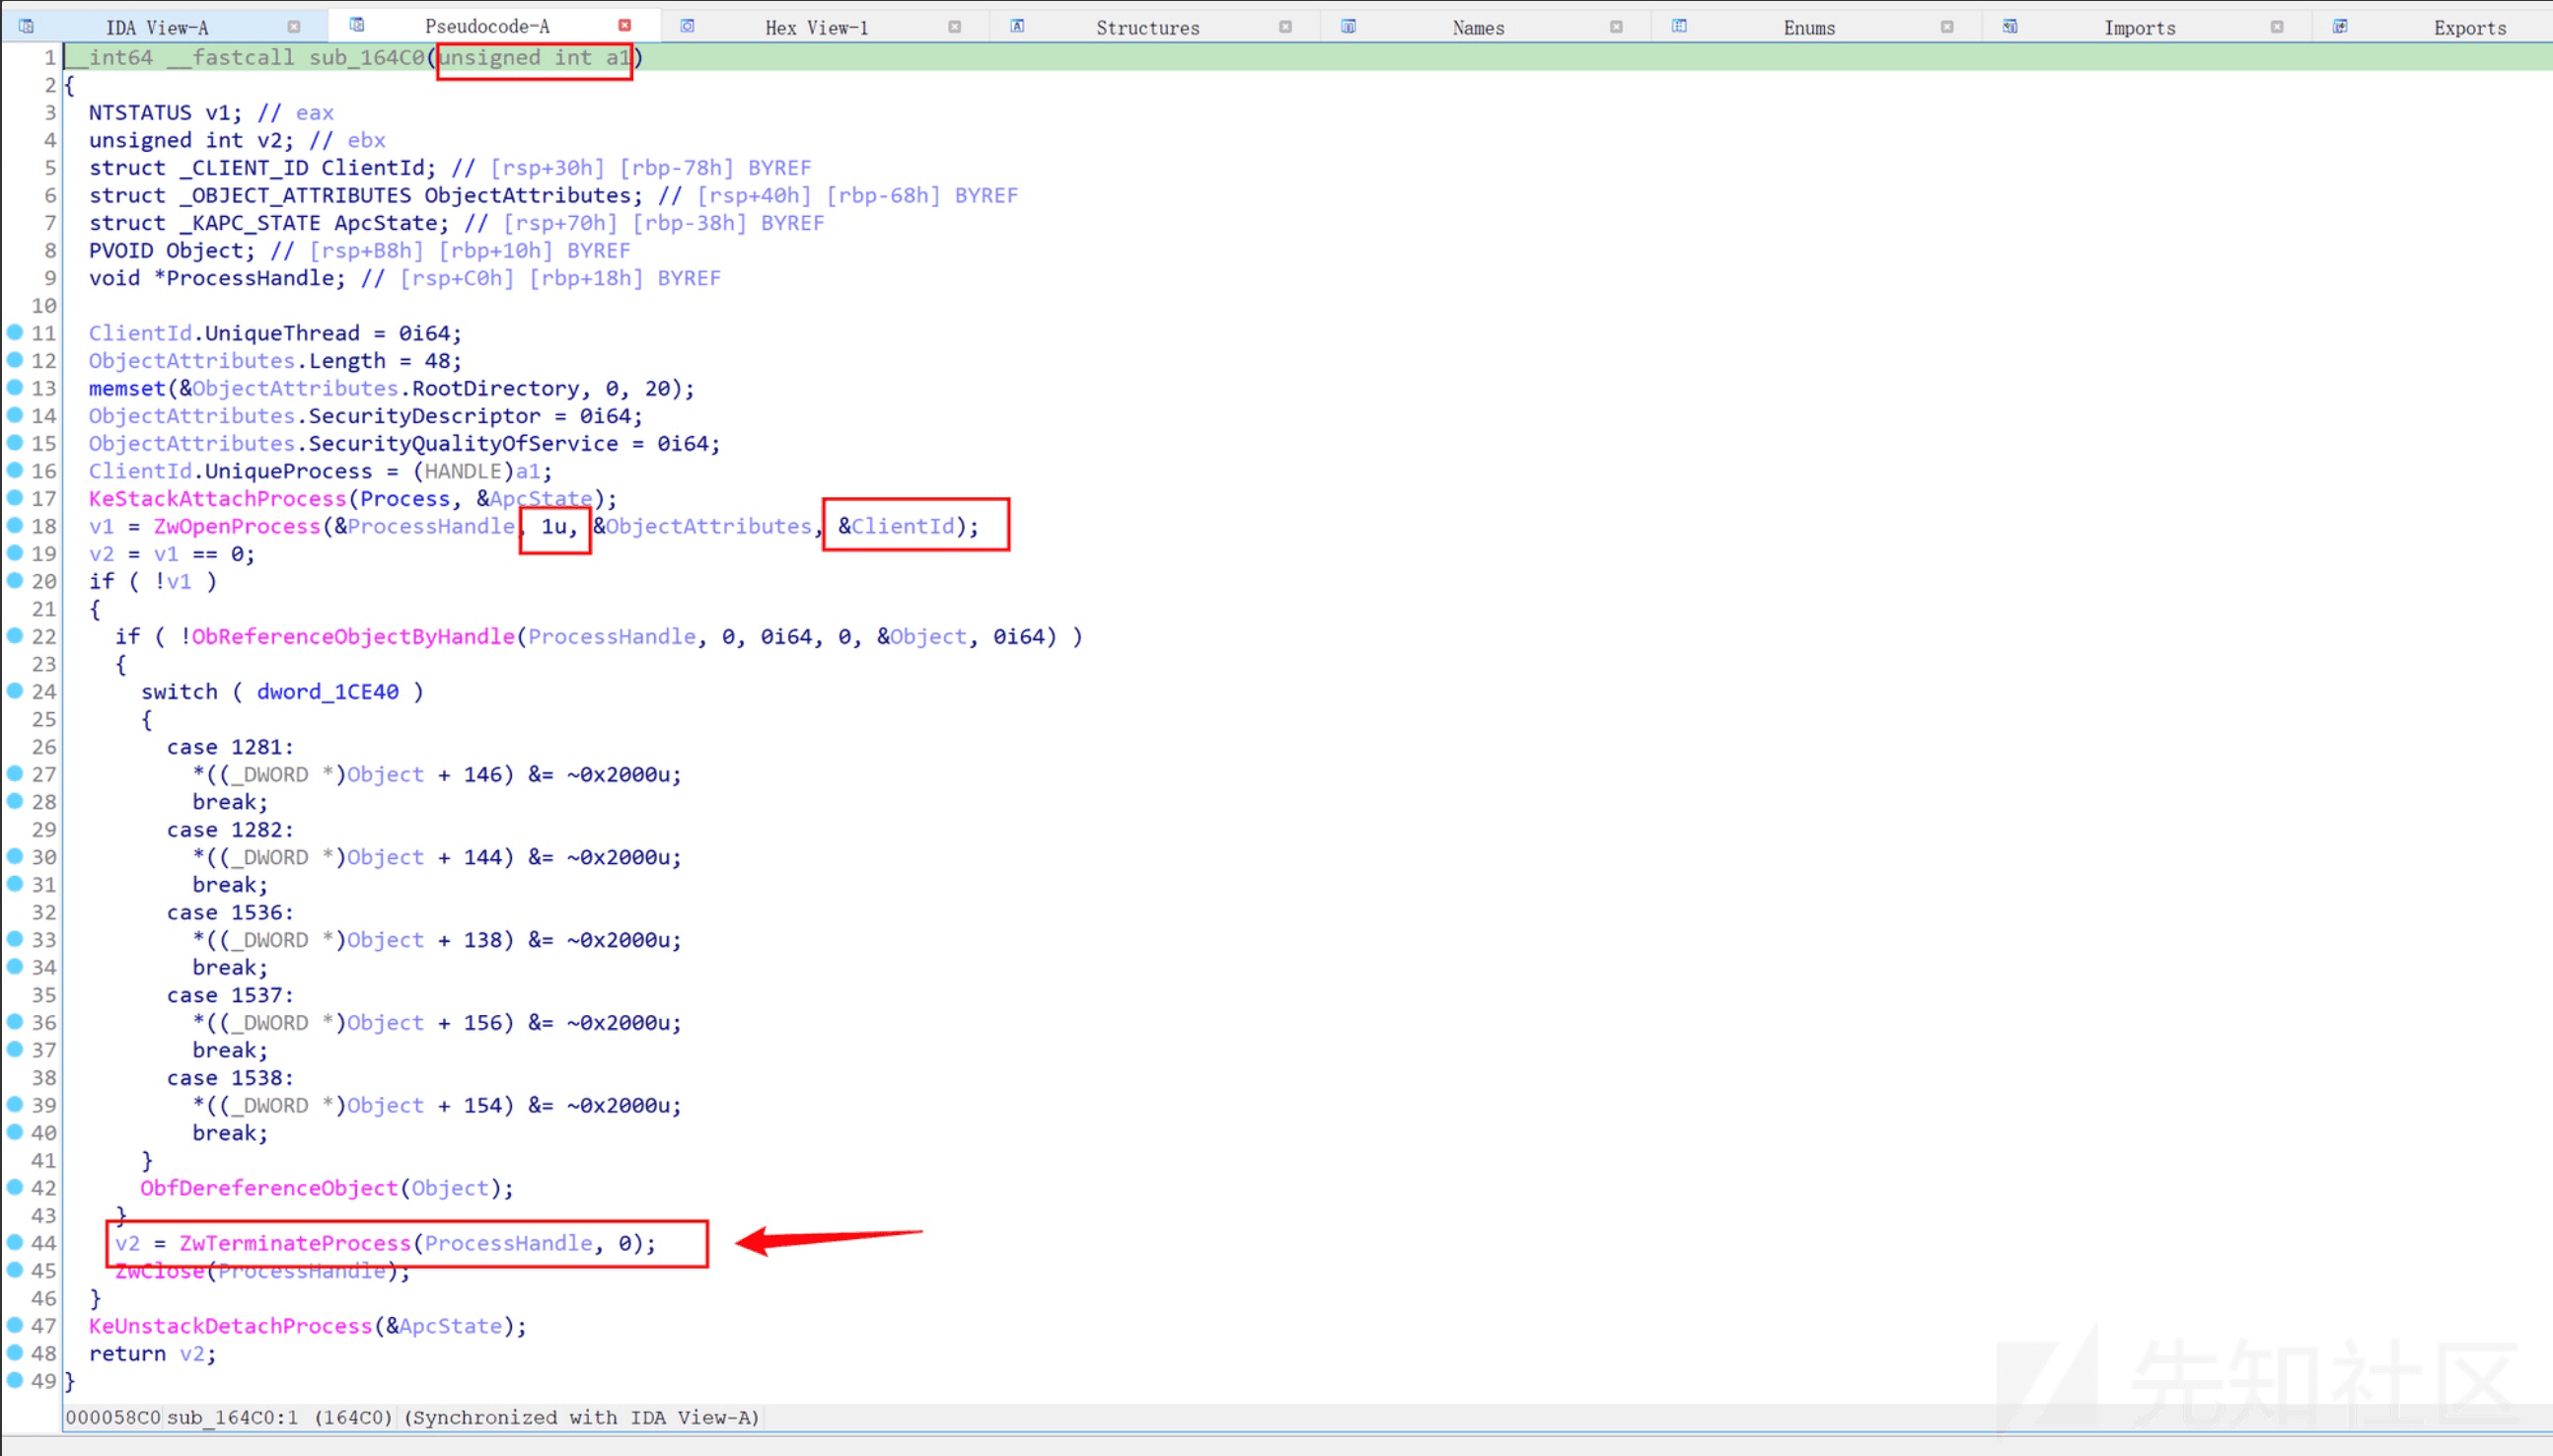 IDA View-A Pseudocode-A Hex View-1 Structures Names Enums Imports Exports
1 __int64 __fastcall sub_164C0(unsigned int a1)
2 {
3 NTSTATUS v1; // eax
4 unsigned int v2; // ebx
5 struct _CLIENT_ID ClientId; // [rsp+30h] [rbp-78h] BYREF
6 struct _OBJECT_ATTRIBUTES ObjectAttributes; // [rsp+40h] [rbp-68h] BYREF
7 struct _KAPC_STATE ApcState; // [rsp+70h] [rbp-38h] BYREF
8 PVOID Object; // [rsp+B8h] [rbp+10h] BYREF
9 void *ProcessHandle; // [rsp+C0h] [rbp+18h] BYREF
10
11 ClientId.UniqueThread = 0i64;
12 ObjectAttributes.Length = 48;
13 memset(&ObjectAttributes.RootDirectory, 0, 20);
14 ObjectAttributes.SecurityDescriptor = 0i64;
15 ObjectAttributes.SecurityQualityOfService = 0i64;
16 ClientId.UniqueProcess = (HANDLE)a1;
17 KeStackAttachProcess(Process, &ApcState);
18 v1 = ZwOpenProcess(&ProcessHandle, 1u, &ObjectAttributes, &ClientId);
19 v2 = v1 == 0;
20 if ( !v1 )
21 {
22 if ( !ObReferenceObjectByHandle(ProcessHandle, 0, 0i64, 0, &Object, 0i64) )
23 {
24 switch ( dword_1CE40 )
25 {
26 case 1281:
27 *((_DWORD *)Object + 146) &= ~0x2000u;
28 break;
29 case 1282:
30 *((_DWORD *)Object + 144) &= ~0x2000u;
31 break;
32 case 1536:
33 *((_DWORD *)Object + 138) &= ~0x2000u;
34 break;
35 case 1537:
36 *((_DWORD *)Object + 156) &= ~0x2000u;
37 break;
38 case 1538:
39 *((_DWORD *)Object + 154) &= ~0x2000u;
40 break;
41 }
42 ObfDereferenceObject(Object);
43 }
44 v2 = ZwTerminateProcess(ProcessHandle, 0);
45 ZwClose(ProcessHandle);
46 }
47 KeUnstackDetachProcess(&ApcState);
48 return v2;
49 }
先知社区
000058C0 sub_164C0:1 (164C0) (Synchronized with IDA View-A)